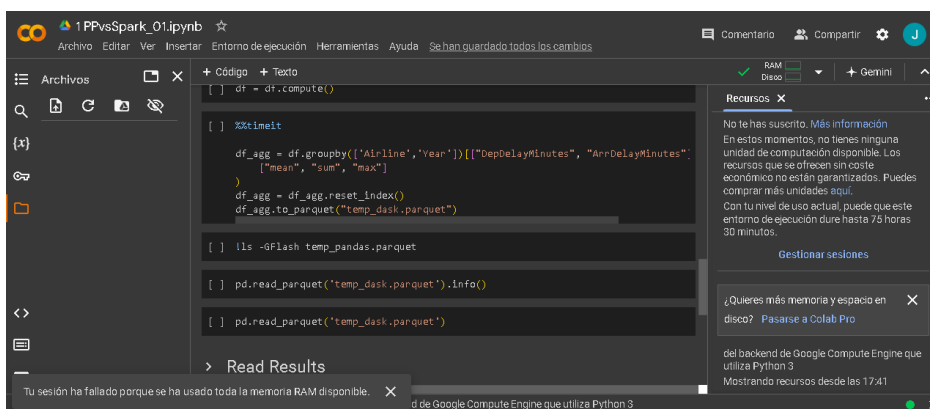 1 PPvsSpark_01.ipynb
Comentario
Compartir
J
Archivo Editar Ver Insertar Entorno de ejecución Herramientas Ayuda Se han guardado todos los cambios
Archivos
+ Código + Texto
RAM
Disco
Gemini
[ ] df = df.compute()
Recursos
{x}
[ ] %%timeit
df_agg = df.groupby(['Airline','Year'])[["DepDelayMinutes", "ArrDelayMinutes"]
["mean", "sum", "max"]
)
df_agg = df_agg.reset_index()
df_agg.to_parquet("temp_dask.parquet")
[ ] !ls -GFlash temp_pandas.parquet
[ ] pd.read_parquet('temp_dask.parquet').info()
[ ] pd.read_parquet('temp_dask.parquet')
Read Results
No te has suscrito. Más información
En estos momentos, no tienes ninguna
unidad de computación disponible. Los
recursos que se ofrecen sin coste
económico no están garantizados. Puedes
comprar más unidades aquí.
Con tu nivel de uso actual, puede que este
entorno de ejecución dure hasta 75 horas
30 minutos.
Gestionar sesiones
¿Quieres más memoria y espacio en
disco? Pasarse a Colab Pro
del backend de Google Compute Engine que
utiliza Python 3
Mostrando recursos desde las 17:41
Tu sesión ha fallado porque se ha usado toda la memoria RAM disponible.
d de Google Compute Engine que utiliza Python 3